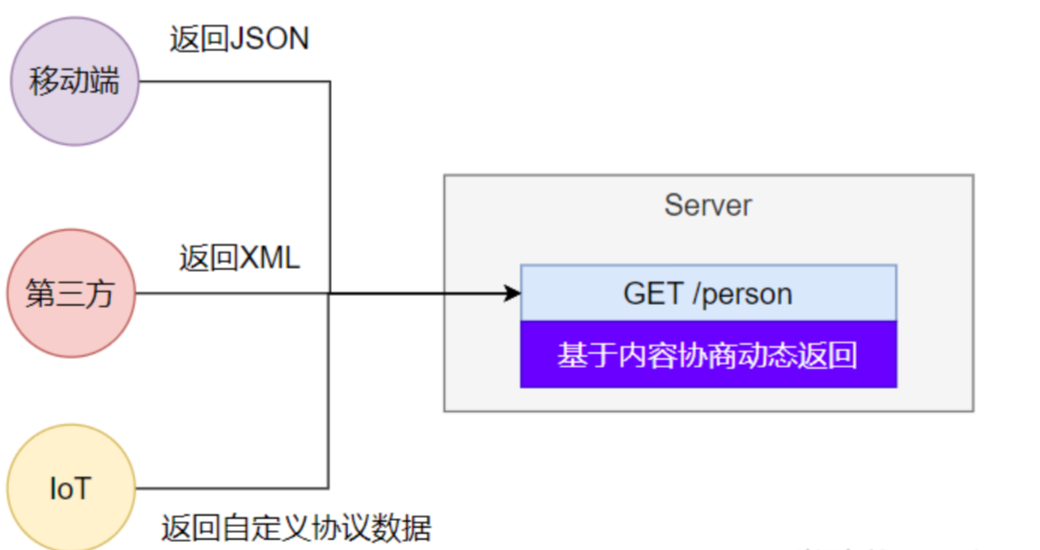 返回JSON
移动端
Server
返回XML
第三方
GET /person
基于内容协商动态返回
IoT
返回自定义协议数据